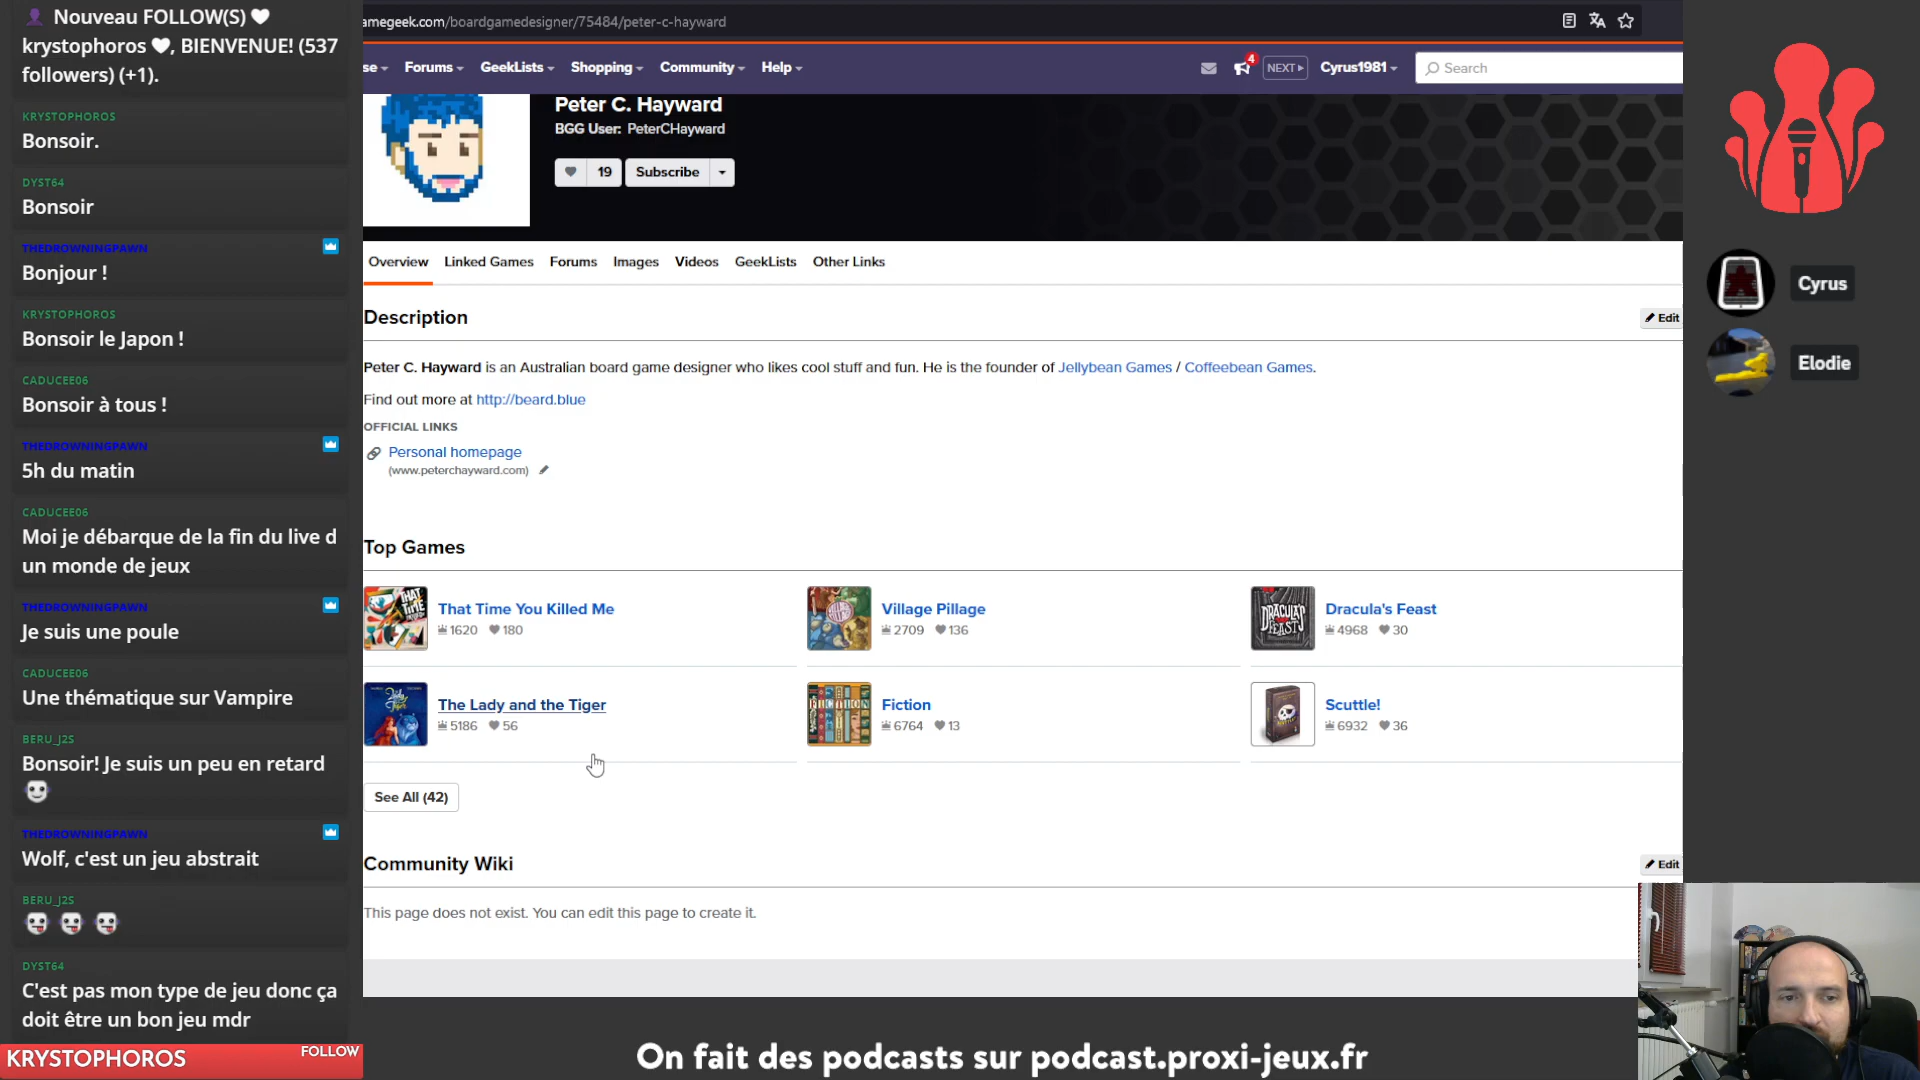 Nouveau FOLLOW(S)
krystophoros , BIENVENUE! (537
followers) (+1).
KRYSTOPHOROS
Bonsoir.
DYST64
Bonsoir
THEDROWNINGPAWN
Bonjour !
KRYSTOPHOROS
Bonsoir le Japon !
CADUCEE06
Bonsoir à tous !
THEDROWNINGPAWN
5h du matin
CADUCEE06
Moi je débarque de la fin du live d
un monde de jeux
THEDROWNINGPAWN
Je suis une poule
CADUCEE06
Une thématique sur Vampire
BERU_J2S
Bonsoir! Je suis un peu en retard
THEDROWNINGPAWN
Wolf, c'est un jeu abstrait
BERU_J2S
DYST64
C'est pas mon type de jeu donc ça
doit être un bon jeu mdr
KRYSTOPHOROS
FOLLOW
amegeek.com/boardgamedesigner/75484/peter-c-hayward
se Forums GeekLists Shopping Community Help
4 NEXT Cyrus1981 Search
Peter C. Hayward
BGG User: PeterCHayward
19 Subscribe
Overview Linked Games Forums Images Videos GeekLists Other Links
Description
Edit
Peter C. Hayward is an Australian board game designer who likes cool stuff and fun. He is the founder of Jellybean Games / Coffeebean Games.
Find out more at http://beard.blue
OFFICIAL LINKS
Personal homepage
(www.peterchayward.com)
Top Games
THAT TIME
That Time You Killed Me
1620 180
Village Pillage
2709 136
DRACULA'S FEAST
Dracula's Feast
4968 30
The Lady and the Tiger
5186 56
FICTION
Fiction
6764 13
Scuttle!
6932 36
See All (42)
Community Wiki
Edit
This page does not exist. You can edit this page to create it.
Cyrus
Elodie
On fait des podcasts sur podcast.proxi-jeux.fr